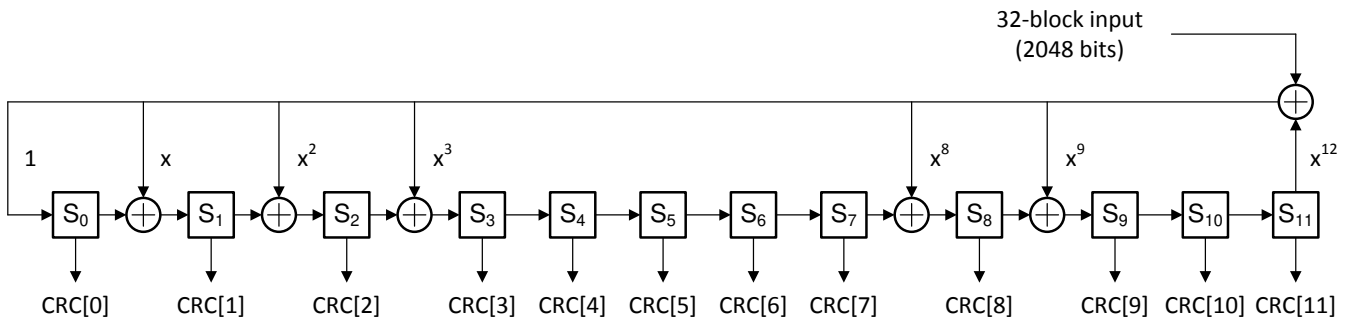 32-block input
(2048 bits)
1 x x² x³ x⁸ x⁹ x¹²
S₀ S₁ S₂ S₃ S₄ S₅ S₆ S₇ S₈ S₉ S₁₀ S₁₁
CRC[0] CRC[1] CRC[2] CRC[3] CRC[4] CRC[5] CRC[6] CRC[7] CRC[8] CRC[9] CRC[10] CRC[11]